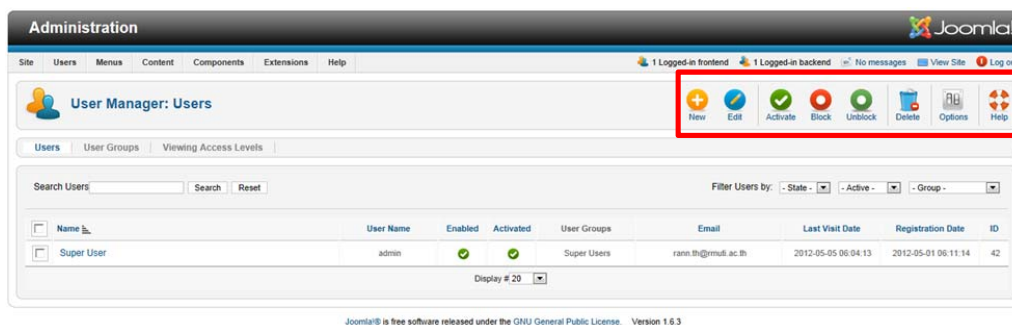 Administration Joomla!
Site Users Menus Content Components Extensions Help 1 Logged-in frontend 1 Logged-in backend No messages View Site Log ou
User Manager: Users
New Edit Activate Block Unblock Delete Options Help
Users User Groups Viewing Access Levels
Search Users Search Reset Filter Users by: - State - - Active - - Group -
Name User Name Enabled Activated User Groups Email Last Visit Date Registration Date ID
Super User admin Super Users rann.th@rmuti.ac.th 2012-05-05 06:04:13 2012-05-01 06:11:14 42
Display # 20
Joomla!® is free software released under the GNU General Public License. Version 1.6.3